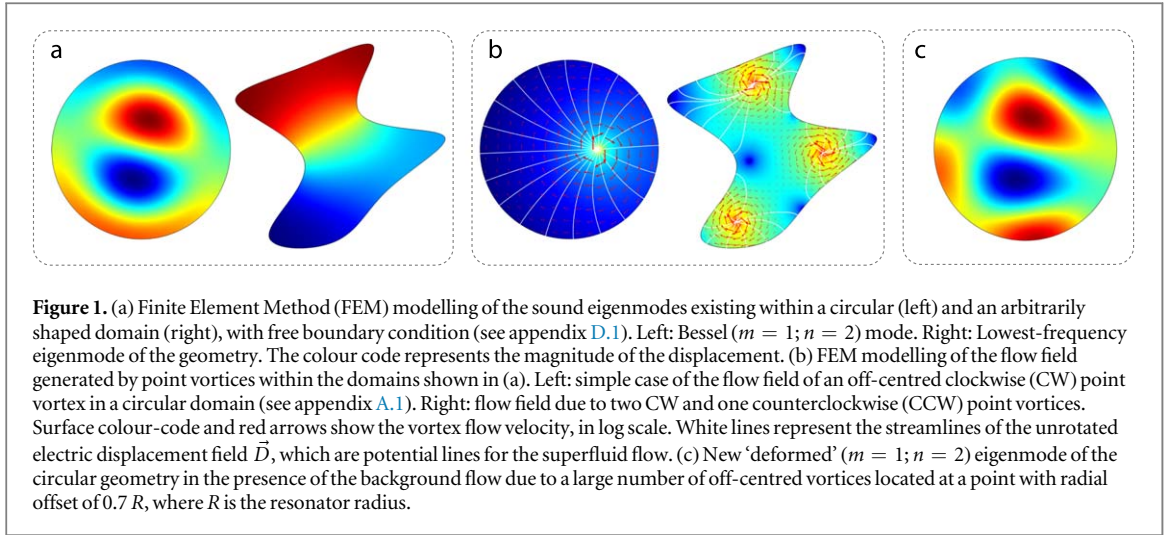 a
b
c
Figure 1. (a) Finite Element Method (FEM) modelling of the sound eigenmodes existing within a circular (left) and an arbitrarily
shaped domain (right), with free boundary condition (see appendix D.1). Left: Bessel (m = 1; n = 2) mode. Right: Lowest-frequency
eigenmode of the geometry. The colour code represents the magnitude of the displacement. (b) FEM modelling of the flow field
generated by point vortices within the domains shown in (a). Left: simple case of the flow field of an off-centred clockwise (CW) point
vortex in a circular domain (see appendix A.1). Right: flow field due to two CW and one counterclockwise (CCW) point vortices.
Surface colour-code and red arrows show the vortex flow velocity, in log scale. White lines represent the streamlines of the unrotated
electric displacement field D⃗, which are potential lines for the superfluid flow. (c) New ‘deformed’ (m = 1; n = 2) eigenmode of the
circular geometry in the presence of the background flow due to a large number of off-centred vortices located at a point with radial
offset of 0.7 R, where R is the resonator radius.